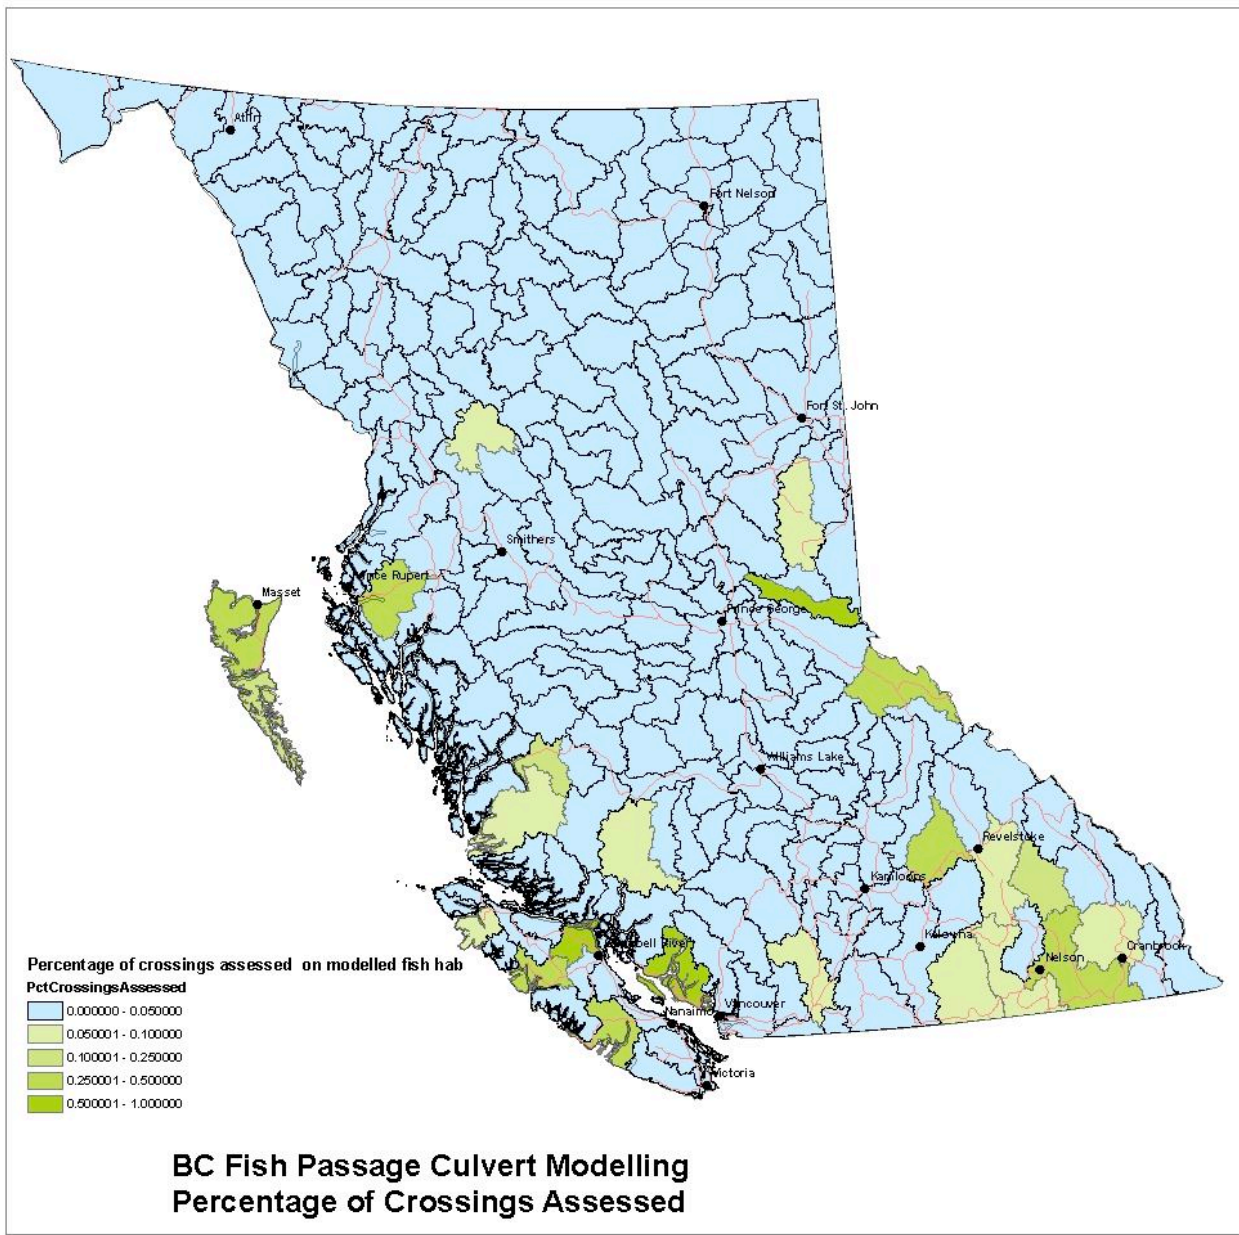 Atlin
Fort Nelson
Fort St. John
Smithers
Rupert
Masset
Prince George
Williams Lake
Revelstoke
Kamloops
Kelowna
Cranbrook
Nelson
River
Vancouver
Nanaimo
Victoria
Percentage of crossings assessed on modelled fish hab
PctCrossingsAssessed
0.000000 - 0.050000
0.050001 - 0.100000
0.100001 - 0.250000
0.250001 - 0.500000
0.500001 - 1.000000
BC Fish Passage Culvert Modelling
Percentage of Crossings Assessed